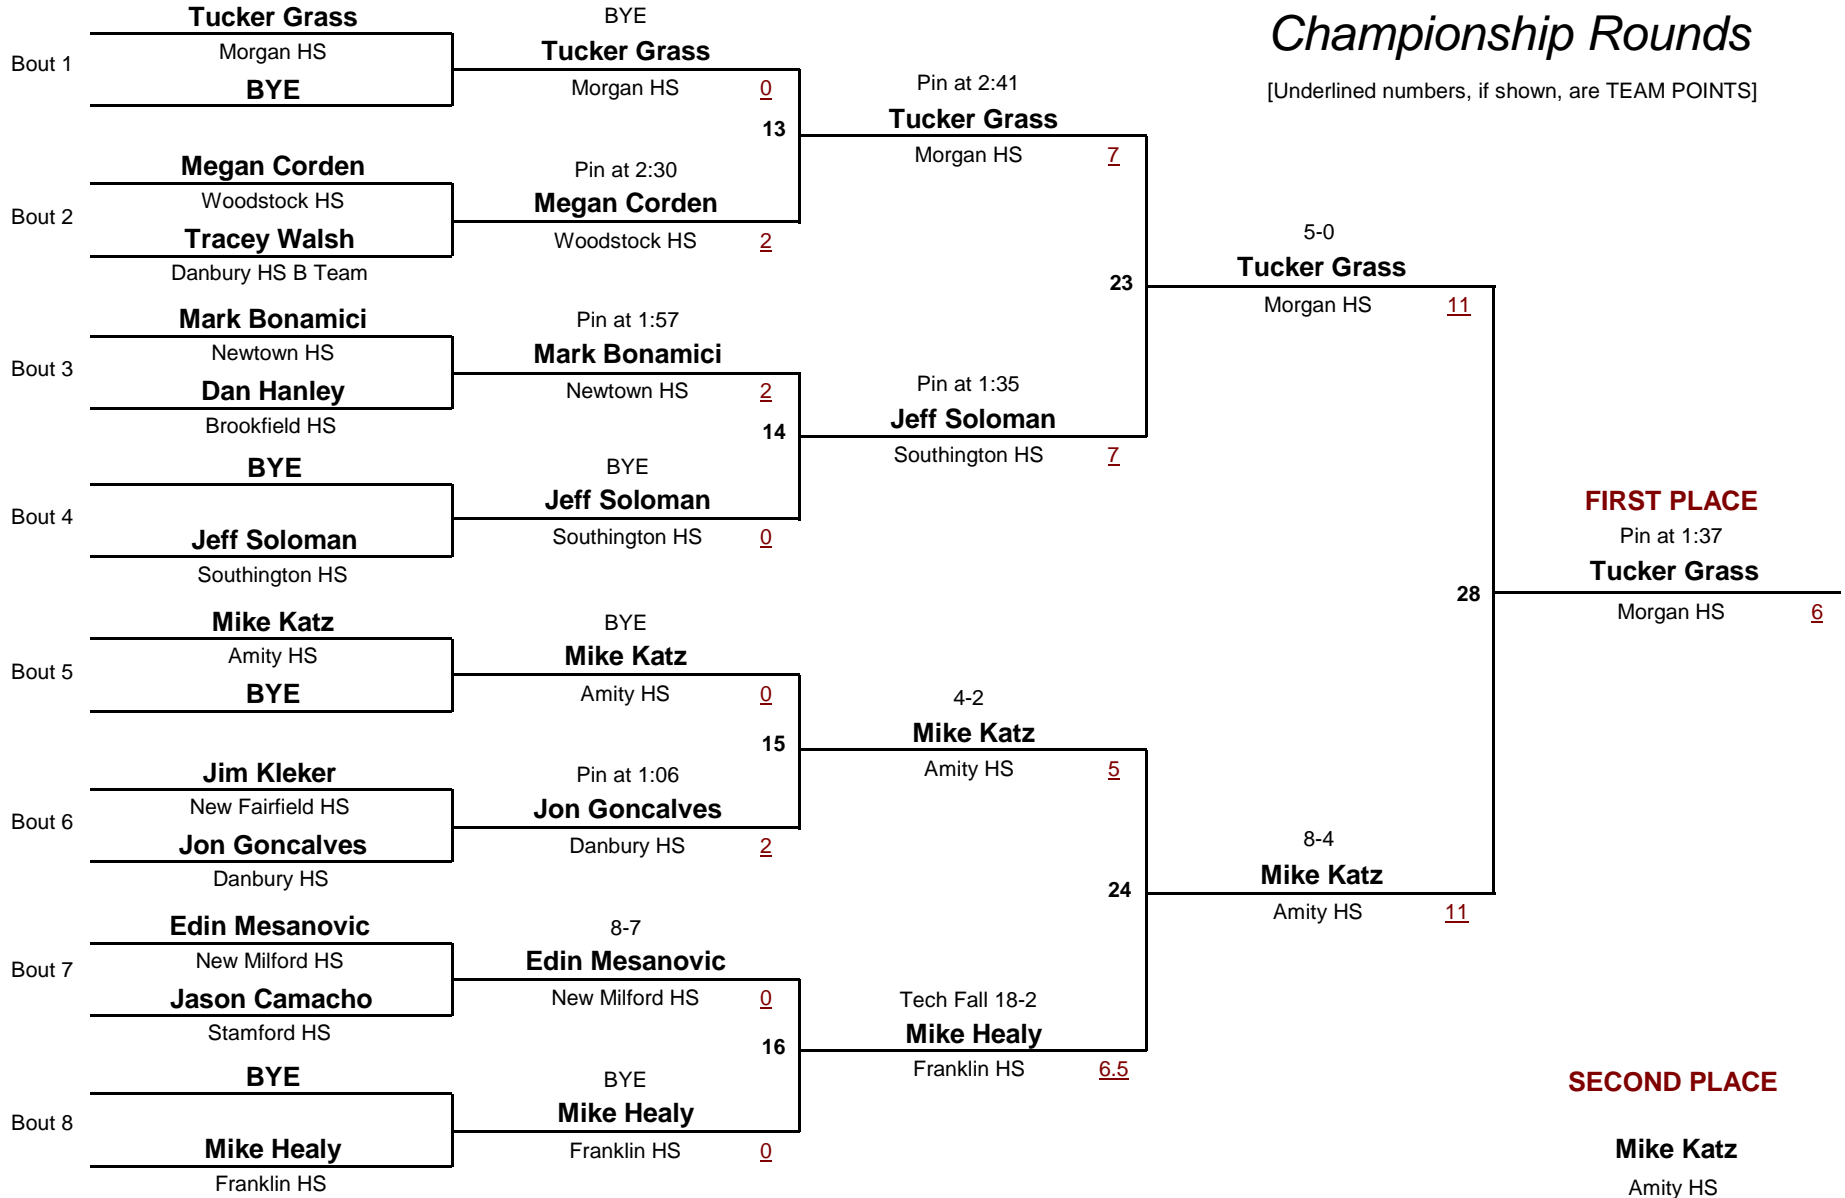 Championship Rounds
[Underlined numbers, if shown, are TEAM POINTS]
Bout 1
Tucker Grass
Morgan HS
BYE
Bout 2
Megan Corden
Woodstock HS
Tracey Walsh
Danbury HS B Team
Bout 3
Mark Bonamici
Newtown HS
Dan Hanley
Brookfield HS
Bout 4
BYE
Jeff Soloman
Southington HS
Bout 5
Mike Katz
Amity HS
BYE
Bout 6
Jim Kleker
New Fairfield HS
Jon Goncalves
Danbury HS
Bout 7
Edin Mesanovic
New Milford HS
Jason Camacho
Stamford HS
Bout 8
BYE
Mike Healy
Franklin HS
BYE
Tucker Grass
Morgan HS 0
13
Pin at 2:30
Megan Corden
Woodstock HS 2
Pin at 1:57
Mark Bonamici
Newtown HS 2
14
BYE
Jeff Soloman
Southington HS 0
BYE
Mike Katz
Amity HS 0
15
Pin at 1:06
Jon Goncalves
Danbury HS 2
8-7
Edin Mesanovic
New Milford HS 0
16
BYE
Mike Healy
Franklin HS 0
Pin at 2:41
Tucker Grass
Morgan HS 7
23
Pin at 1:35
Jeff Soloman
Southington HS 7
4-2
Mike Katz
Amity HS 5
24
Tech Fall 18-2
Mike Healy
Franklin HS 6.5
5-0
Tucker Grass
Morgan HS 11
28
8-4
Mike Katz
Amity HS 11
FIRST PLACE
Pin at 1:37
Tucker Grass
Morgan HS 6
SECOND PLACE
Mike Katz
Amity HS